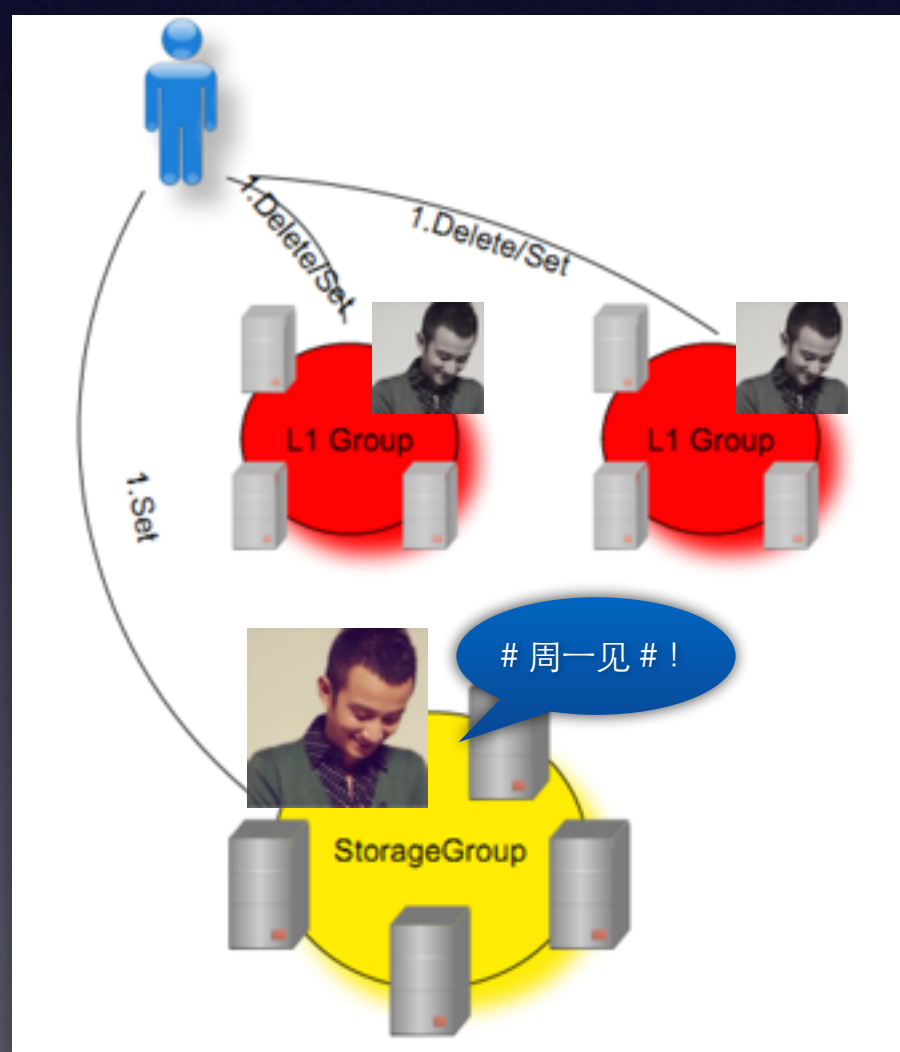 1.Delete/Set
1.Delete/Set
L1 Group
L1 Group
1.Set
# 周一见 # !
StorageGroup